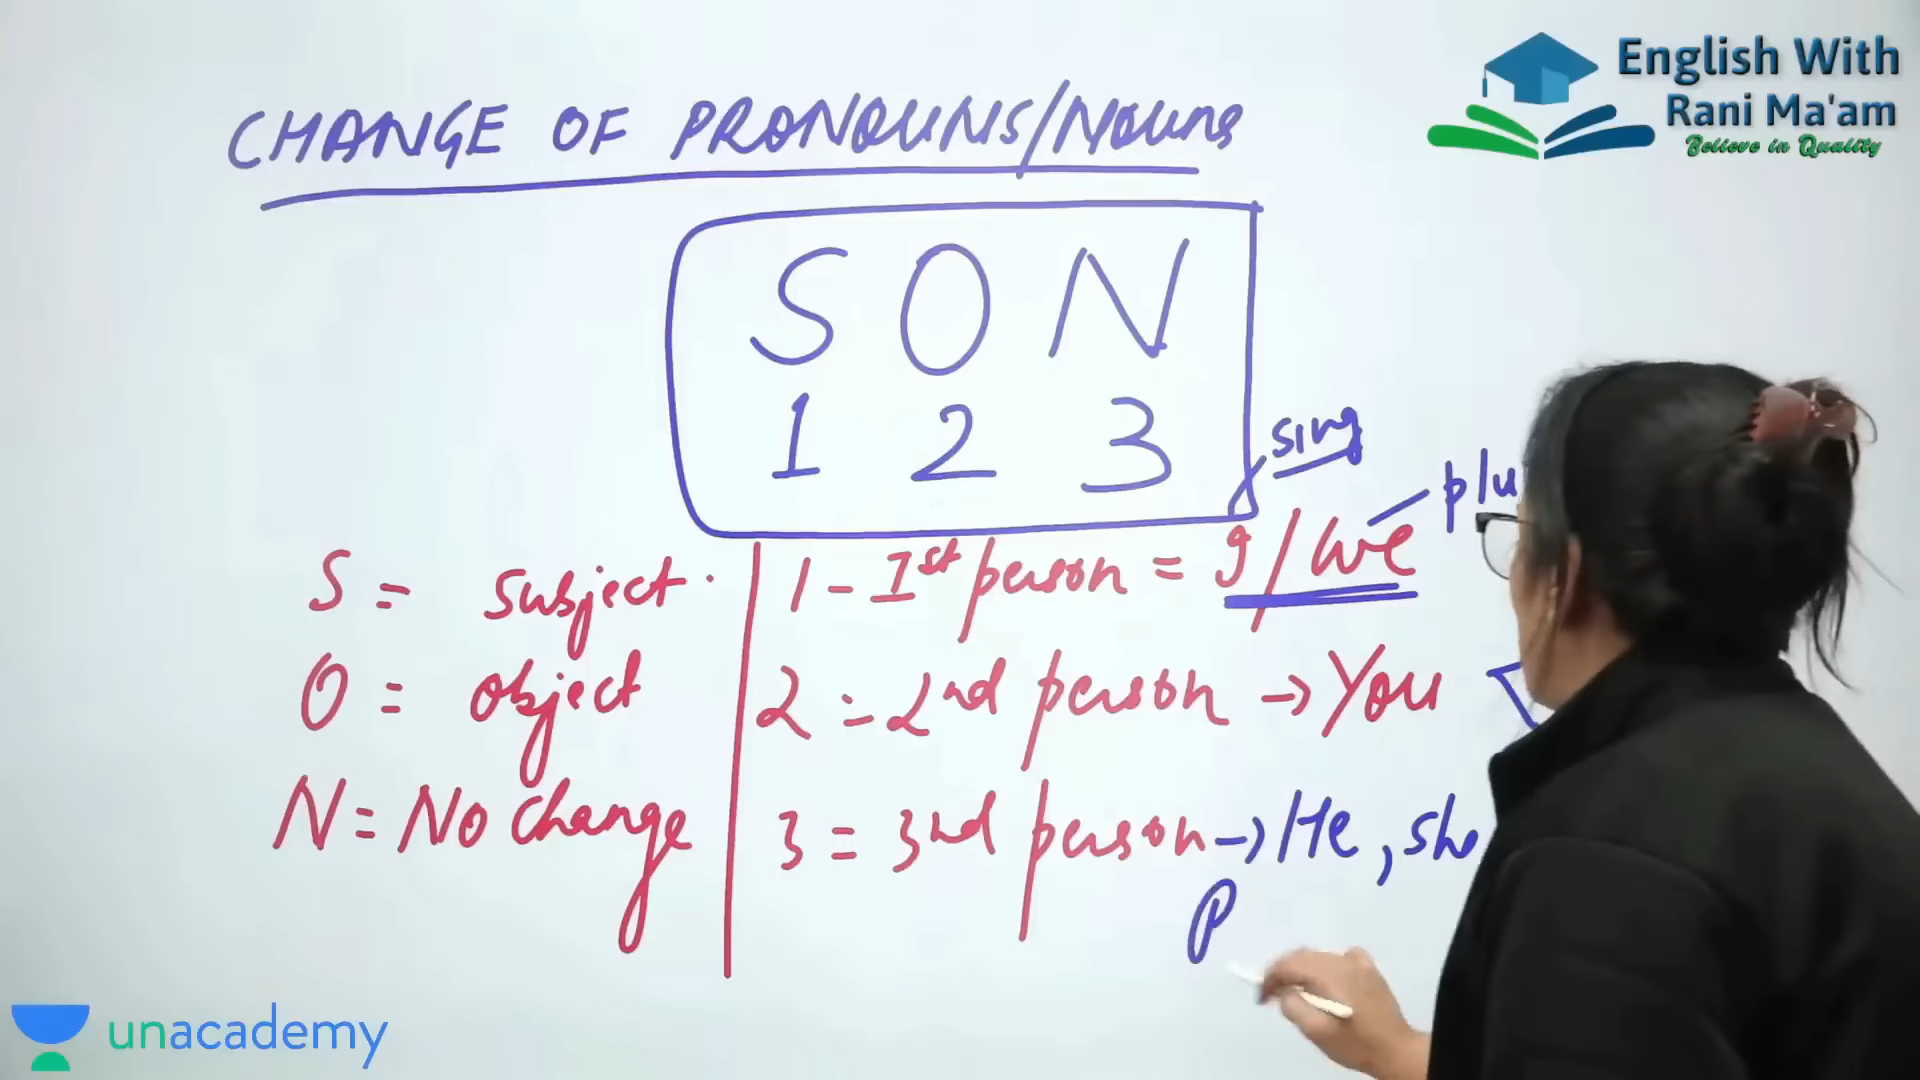 English With
Rani Ma'am
Believe in Quality
CHANGE OF PRONOUNS/NOUNS
S O N
1 2 3
sing
plu
S = subject.
1 - Ist person = I/We
O = object
2 = 2nd person → You
N = No change
3 = 3nd person → He, she
P
unacademy